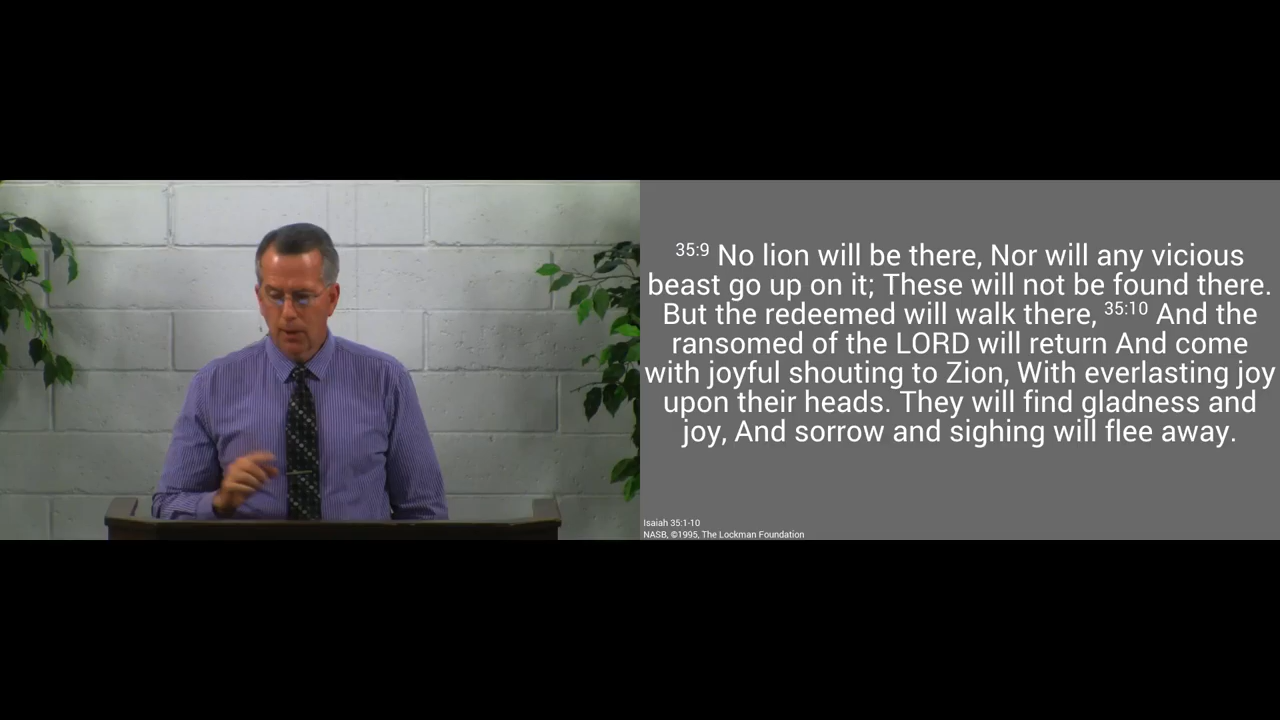 35:9 No lion will be there, Nor will any vicious
beast go up on it; These will not be found there.
But the redeemed will walk there, 35:10 And the
ransomed of the LORD will return And come
with joyful shouting to Zion, With everlasting joy
upon their heads. They will find gladness and
joy, And sorrow and sighing will flee away.
Isaiah 35:1-10
NASB, ©1995, The Lockman Foundation